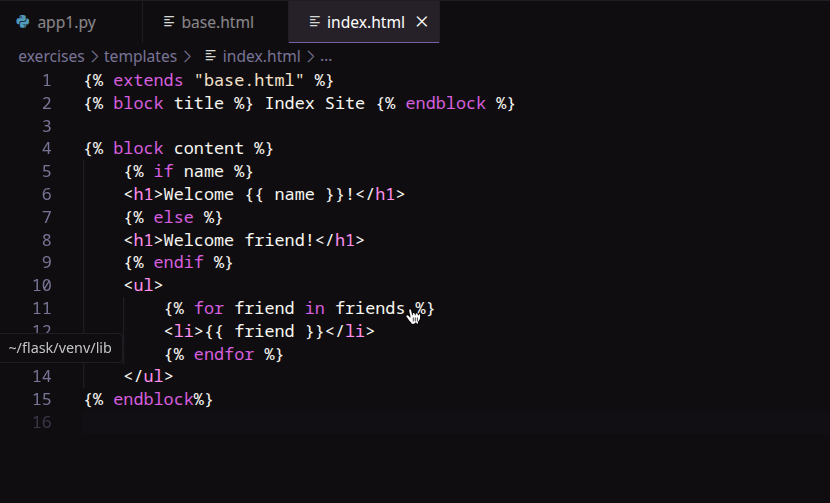 app1.py base.html index.html ×
exercises > templates > index.html > ...
1 {% extends "base.html" %}
2 {% block title %} Index Site {% endblock %}
3
4 {% block content %}
5 {% if name %}
6 <h1>Welcome {{ name }}!</h1>
7 {% else %}
8 <h1>Welcome friend!</h1>
9 {% endif %}
10 <ul>
11 {% for friend in friends %}
12 <li>{{ friend }}</li>
~/flask/venv/lib
{% endfor %}
14 </ul>
15 {% endblock%}
16